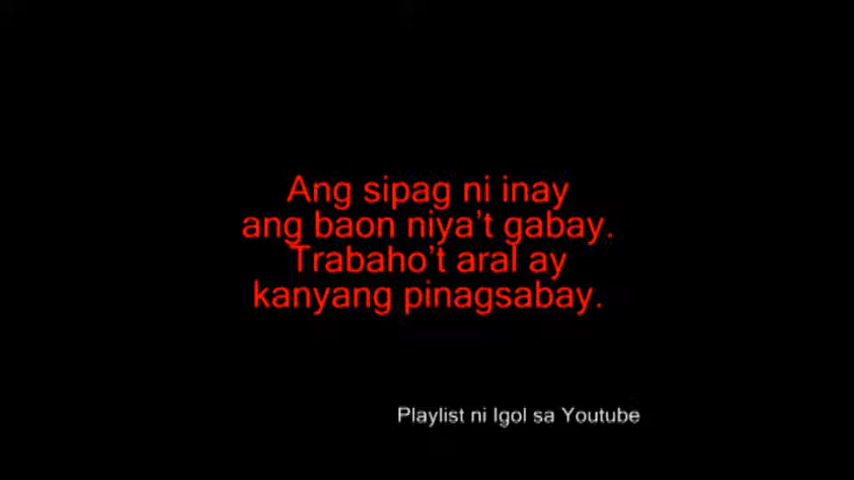 Ang sipag ni inay
ang baon niya’t gabay.
Trabaho’t aral ay
kanyang pinagsabay.
Playlist ni Igol sa Youtube